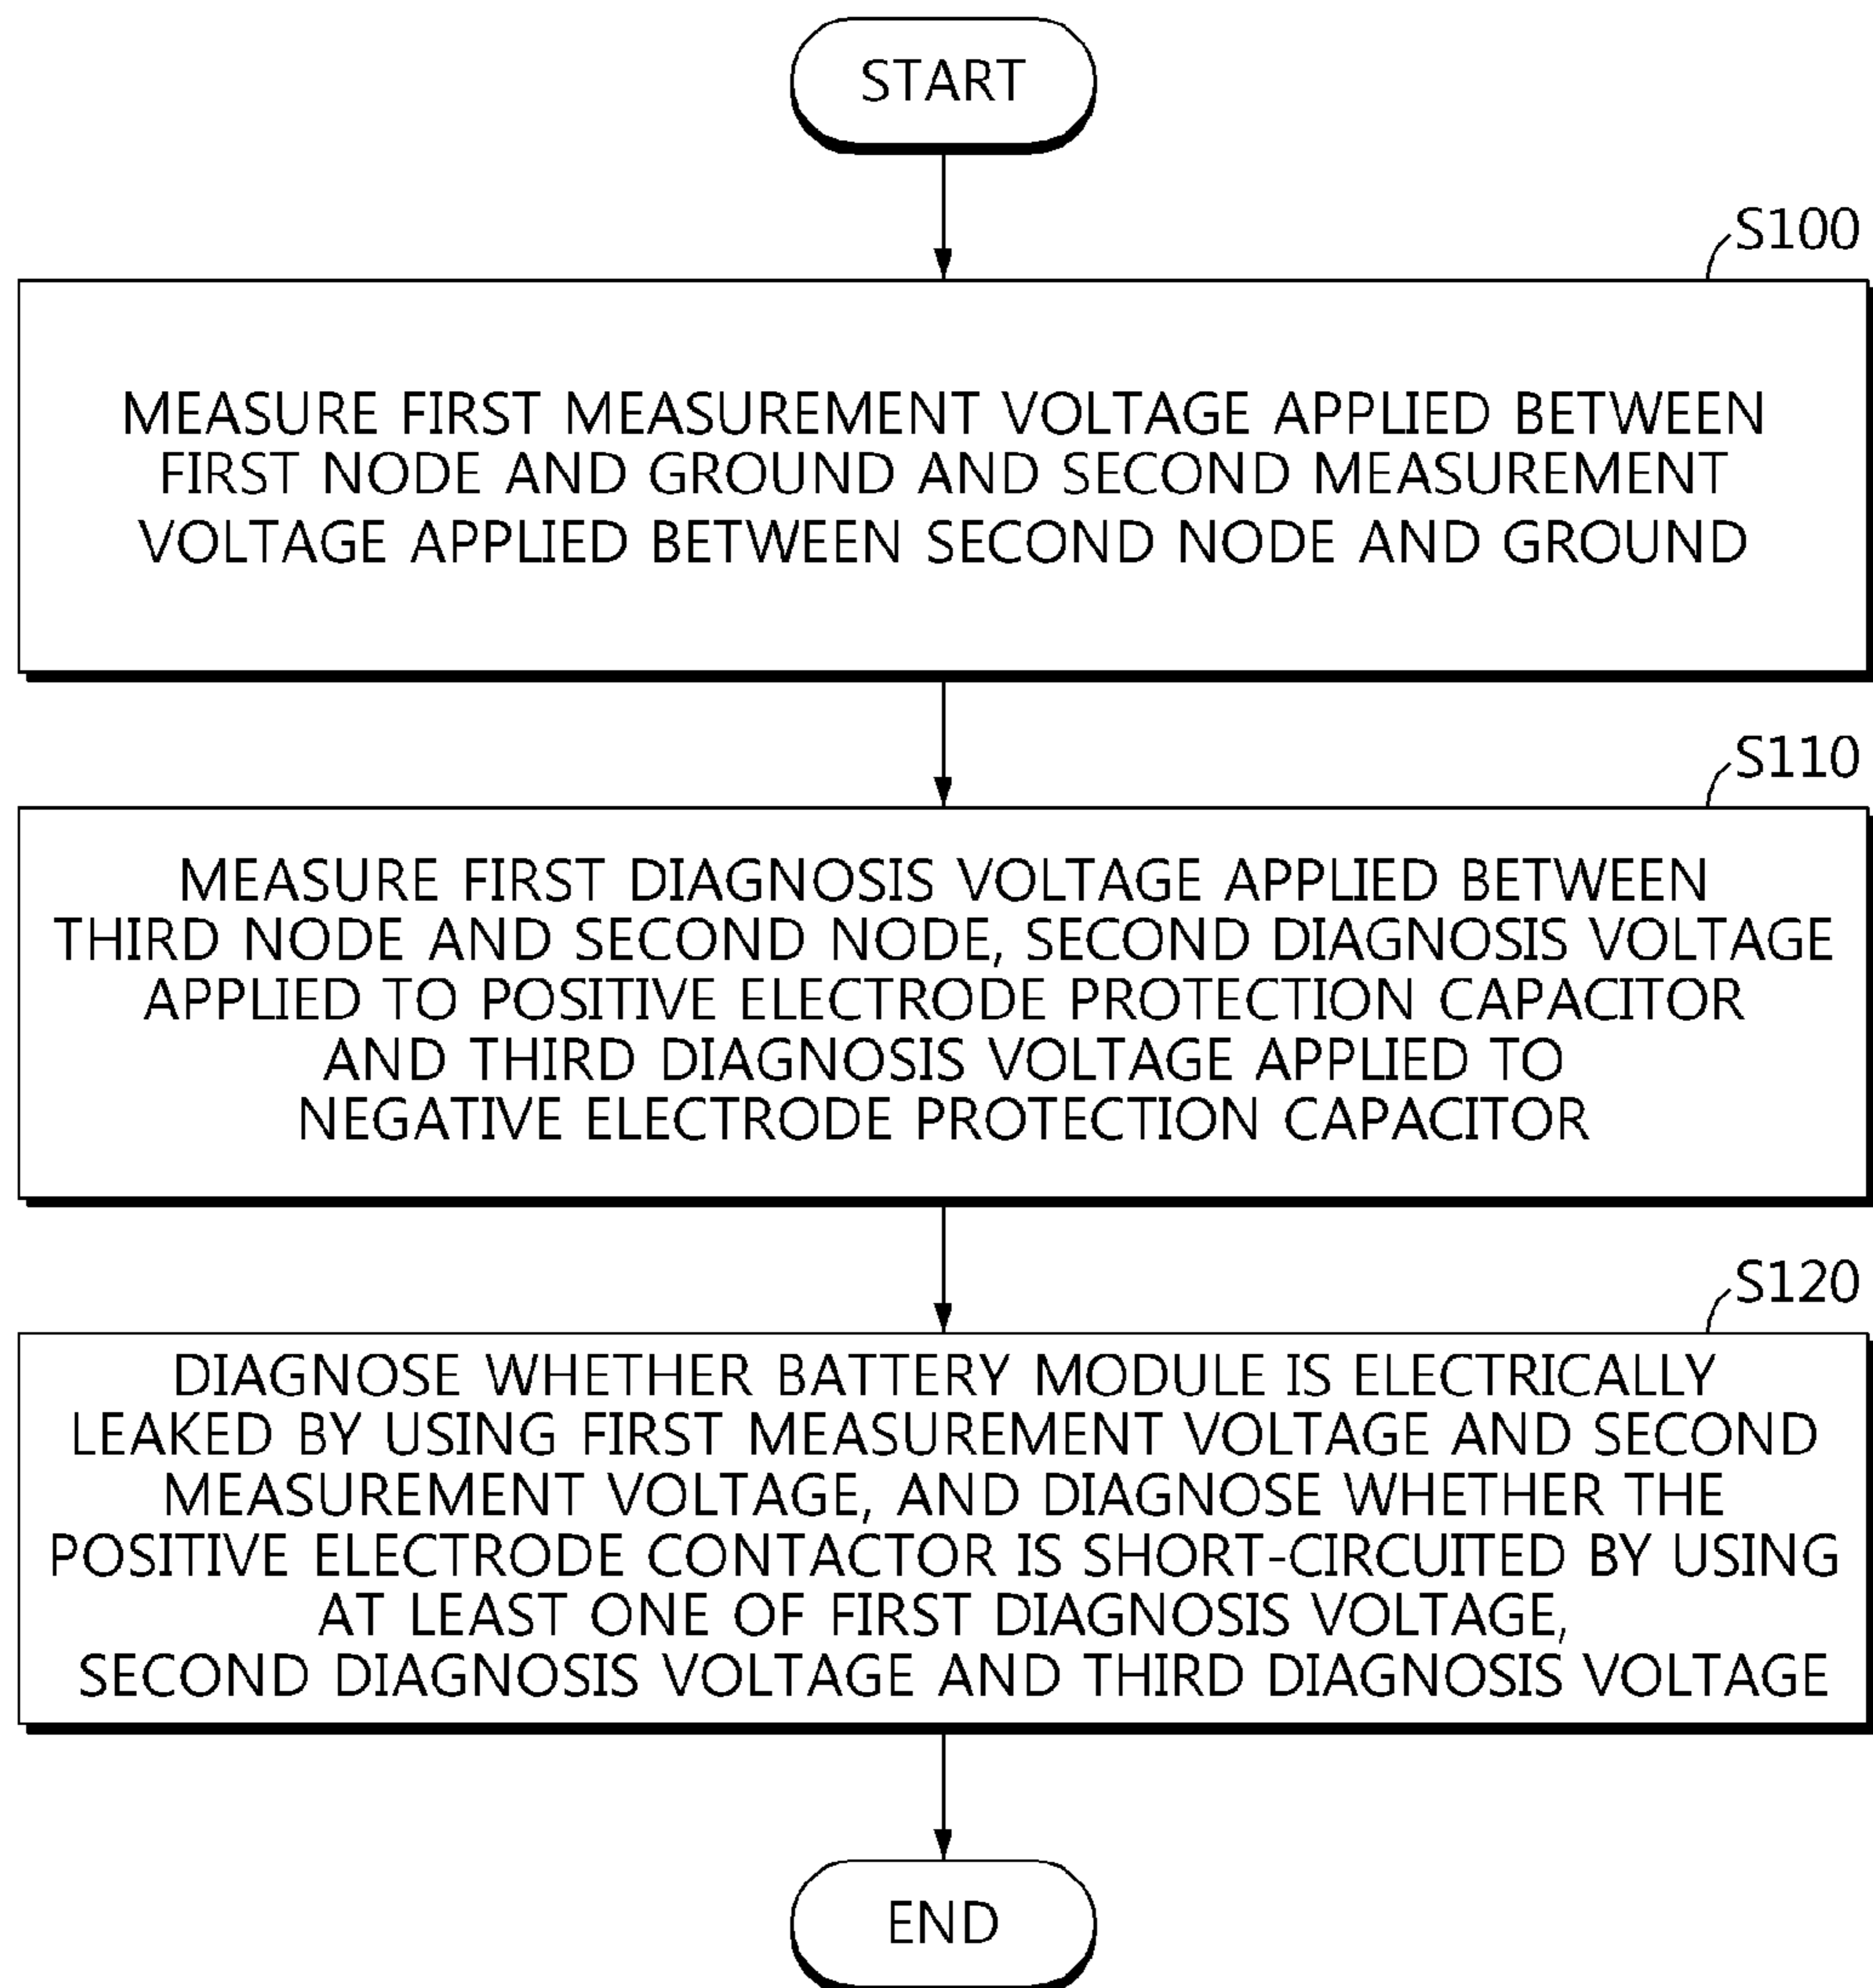 START
S100
MEASURE FIRST MEASUREMENT VOLTAGE APPLIED BETWEEN
FIRST NODE AND GROUND AND SECOND MEASUREMENT
VOLTAGE APPLIED BETWEEN SECOND NODE AND GROUND
S110
MEASURE FIRST DIAGNOSIS VOLTAGE APPLIED BETWEEN
THIRD NODE AND SECOND NODE, SECOND DIAGNOSIS VOLTAGE
APPLIED TO POSITIVE ELECTRODE PROTECTION CAPACITOR
AND THIRD DIAGNOSIS VOLTAGE APPLIED TO
NEGATIVE ELECTRODE PROTECTION CAPACITOR
S120
DIAGNOSE WHETHER BATTERY MODULE IS ELECTRICALLY
LEAKED BY USING FIRST MEASUREMENT VOLTAGE AND SECOND
MEASUREMENT VOLTAGE, AND DIAGNOSE WHETHER THE
POSITIVE ELECTRODE CONTACTOR IS SHORT-CIRCUITED BY USING
AT LEAST ONE OF FIRST DIAGNOSIS VOLTAGE,
SECOND DIAGNOSIS VOLTAGE AND THIRD DIAGNOSIS VOLTAGE
END